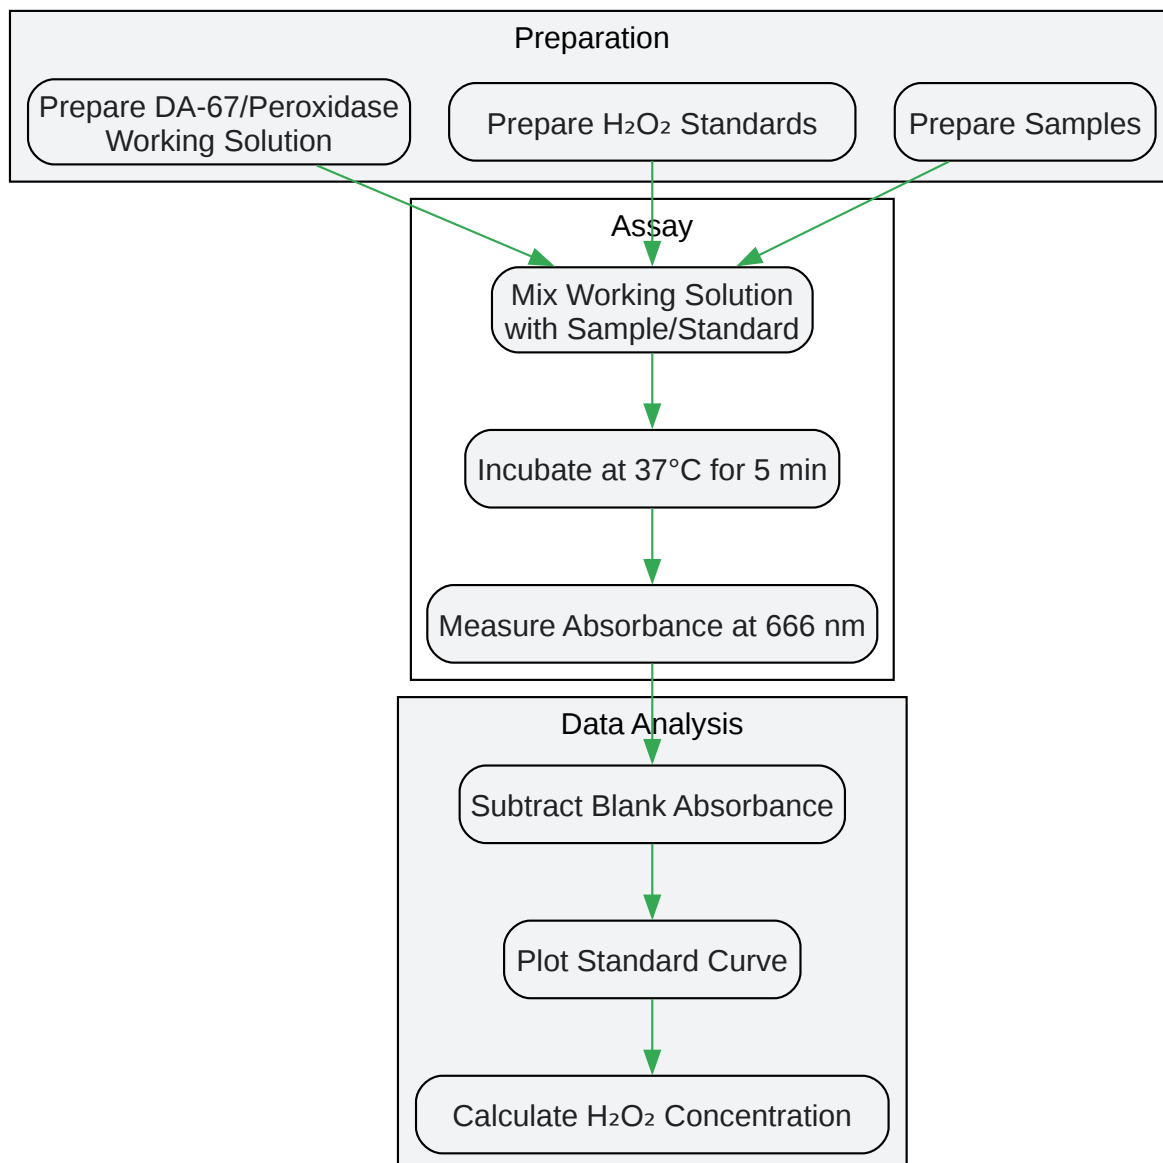 Preparation
Prepare DA-67/Peroxidase
Working Solution
Prepare H₂O₂ Standards
Prepare Samples
Assay
Mix Working Solution
with Sample/Standard
Incubate at 37°C for 5 min
Measure Absorbance at 666 nm
Data Analysis
Subtract Blank Absorbance
Plot Standard Curve
Calculate H₂O₂ Concentration